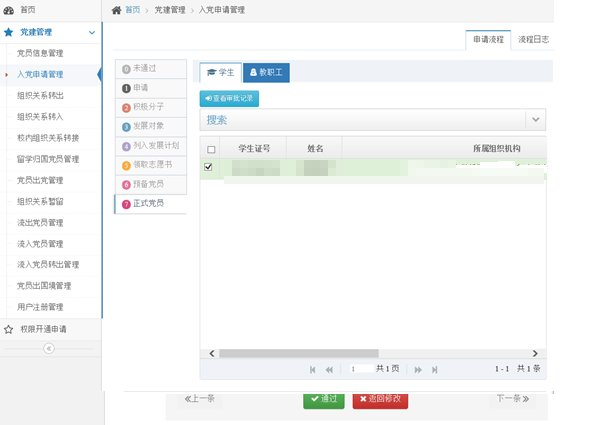 首页
党建管理
党员信息管理
入党申请管理
组织关系转出
组织关系转入
校内组织关系转接
留学归国党员管理
党员出党管理
组织关系暂留
流出党员管理
流入党员管理
流入党员转出管理
党员出国境管理
用户注册管理
权限开通申请
首页 党建管理 入党申请管理
申请流程 流程日志
0 未通过
1 申请
2 积极分子
3 发展对象
4 列入发展计划
5 领取志愿书
6 预备党员
7 正式党员
学生 教职工
查看审批记录
搜索
学生证号 姓名 所属组织机构
1 共 1 页 1 - 1 共 1 条
上一条 通过 返回修改 下一条